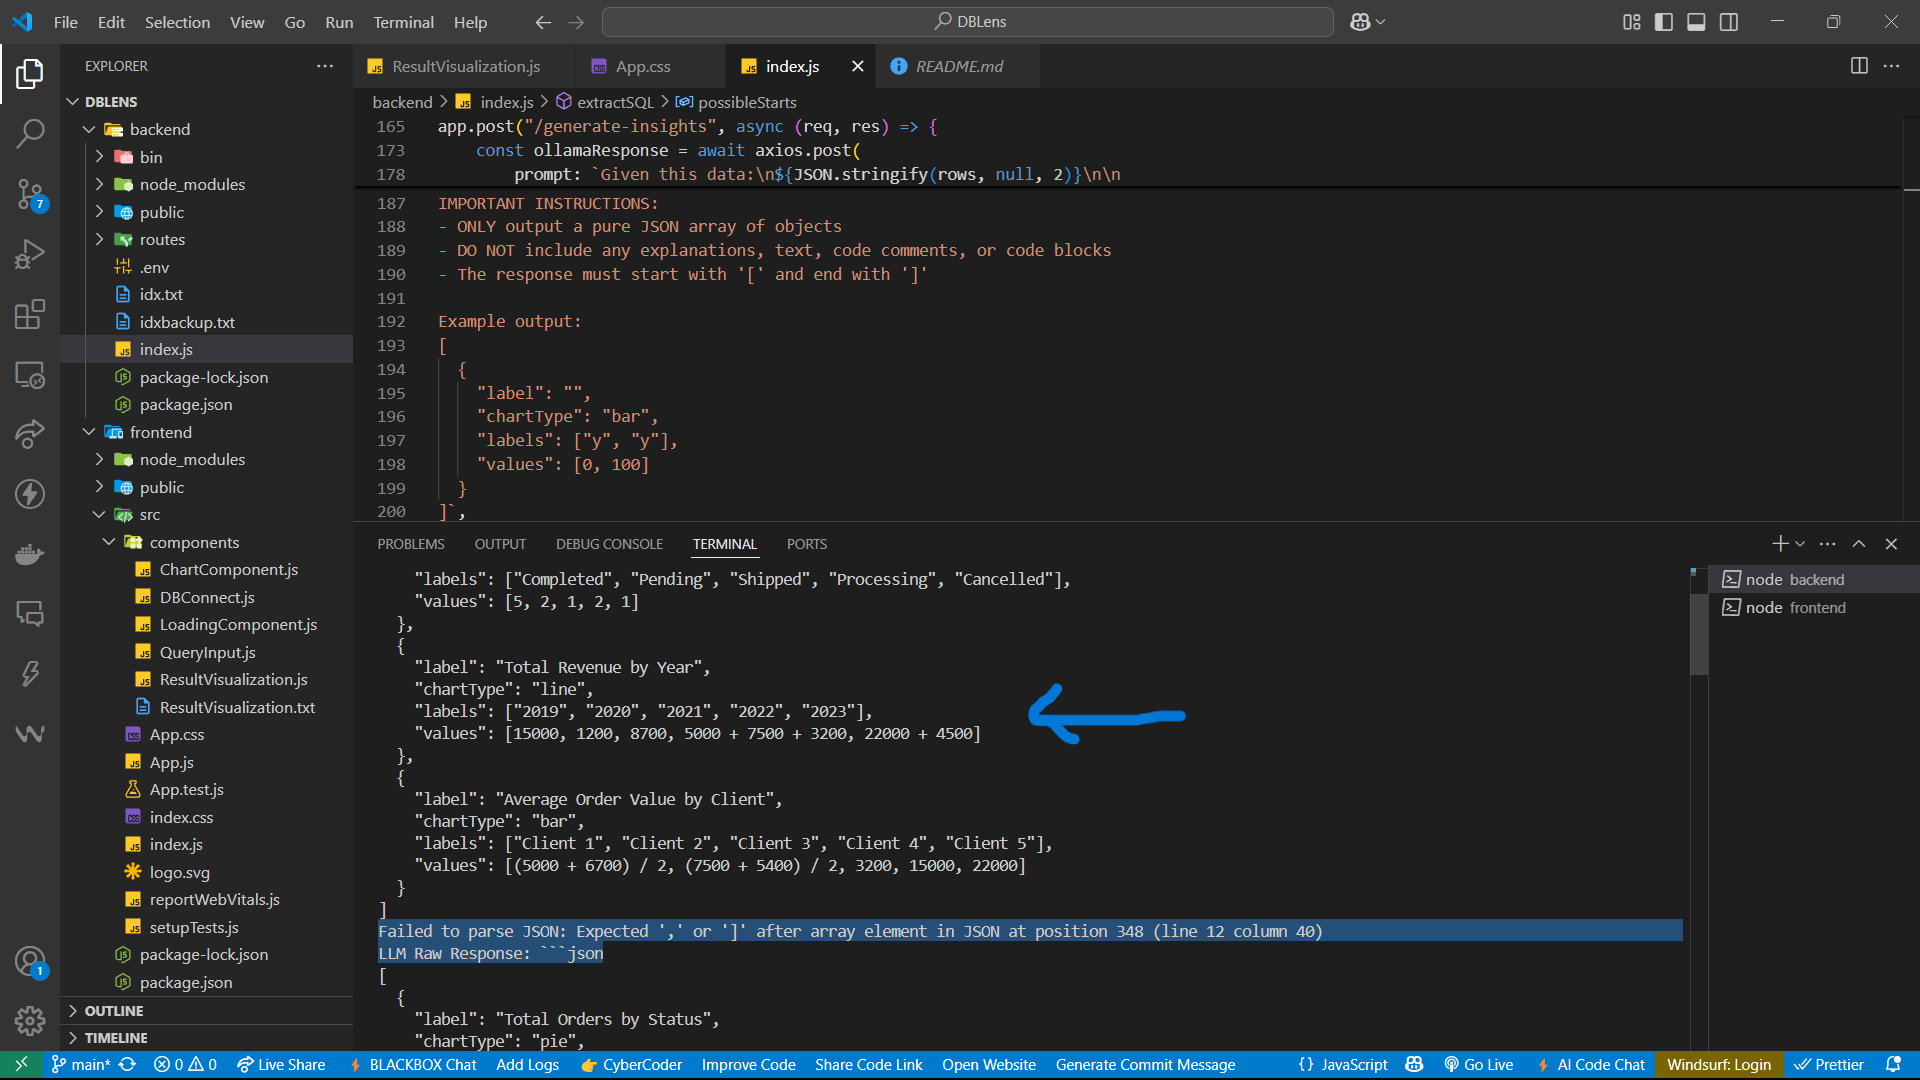 File Edit Selection View Go Run Terminal Help
DBLens
EXPLORER
DBLENS
backend
bin
node_modules
public
routes
.env
idx.txt
idxbackup.txt
index.js
package-lock.json
package.json
frontend
node_modules
public
src
components
ChartComponent.js
DBConnect.js
LoadingComponent.js
QueryInput.js
ResultVisualization.js
ResultVisualization.txt
App.css
App.js
App.test.js
index.css
index.js
logo.svg
reportWebVitals.js
setupTests.js
package-lock.json
package.json
OUTLINE
TIMELINE
7
1
ResultVisualization.js App.css index.js README.md
backend > index.js > extractSQL > possibleStarts
165 app.post("/generate-insights", async (req, res) => {
173 const ollamaResponse = await axios.post(
178 prompt: `Given this data:\n${JSON.stringify(rows, null, 2)}\n\n
187 IMPORTANT INSTRUCTIONS:
188 - ONLY output a pure JSON array of objects
189 - DO NOT include any explanations, text, code comments, or code blocks
190 - The response must start with '[' and end with ']'
191
192 Example output:
193 [
194 {
195 "label": "",
196 "chartType": "bar",
197 "labels": ["y", "y"],
198 "values": [0, 100]
199 }
200 ]`,
PROBLEMS OUTPUT DEBUG CONSOLE TERMINAL PORTS
"labels": ["Completed", "Pending", "Shipped", "Processing", "Cancelled"],
"values": [5, 2, 1, 2, 1]
},
{
"label": "Total Revenue by Year",
"chartType": "line",
"labels": ["2019", "2020", "2021", "2022", "2023"],
"values": [15000, 1200, 8700, 5000 + 7500 + 3200, 22000 + 4500]
},
{
"label": "Average Order Value by Client",
"chartType": "bar",
"labels": ["Client 1", "Client 2", "Client 3", "Client 4", "Client 5"],
"values": [(5000 + 6700) / 2, (7500 + 5400) / 2, 3200, 15000, 22000]
}
]
Failed to parse JSON: Expected ',' or ']' after array element in JSON at position 348 (line 12 column 40)
LLM Raw Response: ```json
[
{
"label": "Total Orders by Status",
"chartType": "pie",
node backend
node frontend
main* 0 0 Live Share BLACKBOX Chat Add Logs CyberCoder Improve Code Share Code Link Open Website Generate Commit Message {} JavaScript Go Live AI Code Chat Windsurf: Login Prettier